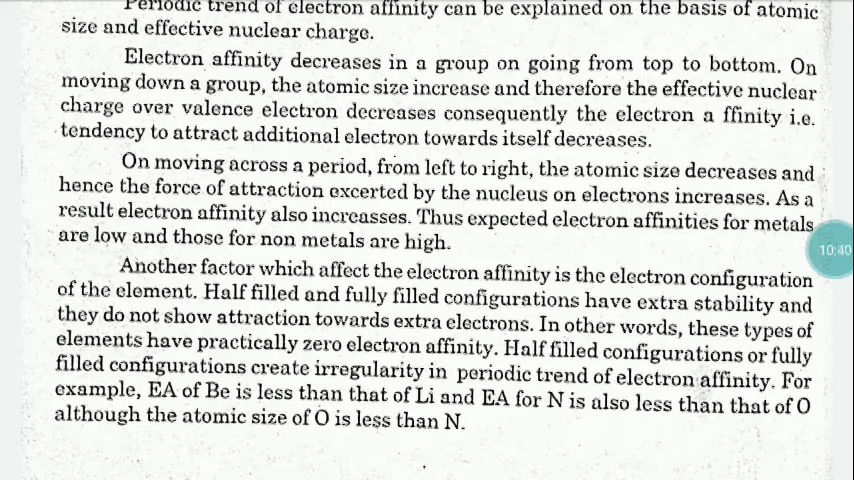 Periodic trend of electron affinity can be explained on the basis of atomic
size and effective nuclear charge.
Electron affinity decreases in a group on going from top to bottom. On
moving down a group, the atomic size increase and therefore the effective nuclear
charge over valence electron decreases consequently the electron a ffinity i.e.
tendency to attract additional electron towards itself decreases.
On moving across a period, from left to right, the atomic size decreases and
hence the force of attraction excerted by the nucleus on electrons increases. As a
result electron affinity also increasses. Thus expected electron affinities for metals
are low and those for non metals are high.
10:40
Another factor which affect the electron affinity is the electron configuration
of the element. Half filled and fully filled configurations have extra stability and
they do not show attraction towards extra electrons. In other words, these types of
elements have practically zero electron affinity. Half filled configurations or fully
filled configurations create irregularity in periodic trend of electron affinity. For
example, EA of Be is less than that of Li and EA for N is also less than that of O
although the atomic size of O is less than N.